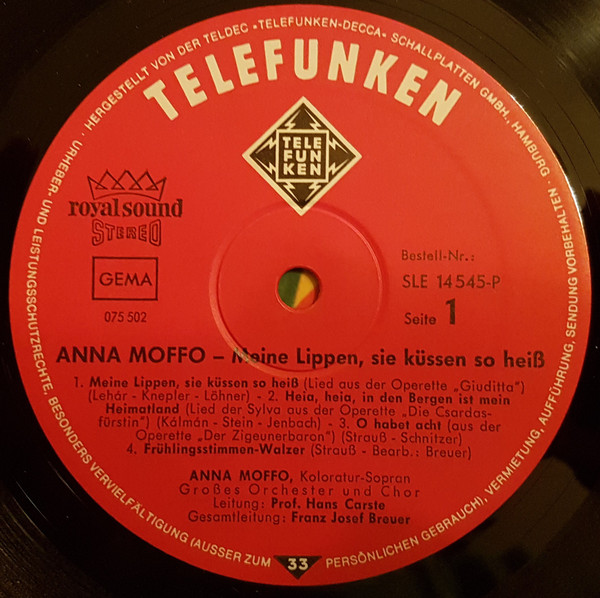 URHEBER- UND LEISTUNGSSCHUTZRECHTE, BESONDERS VERVIELFÄLTIGUNG (AUSSER ZUM PERSÖNLICHEN GEBRAUCH), VERMIETUNG, AUFFÜHRUNG, SENDUNG VORBEHALTEN · HERGESTELLT VON DER TELDEC »TELEFUNKEN-DECCA« SCHALLPLATTEN GMBH., HAMBURG ·
TELEFUNKEN
TELE
FUN
KEN
royal sound
STEREO
GEMA
075 502
Bestell-Nr.:
SLE 14 545-P
Seite 1
ANNA MOFFO – Meine Lippen, sie küssen so heiß
1. Meine Lippen, sie küssen so heiß (Lied aus der Operette „Giuditta")
(Lehár - Knepler - Löhner) - 2. Heia, heia, in den Bergen ist mein
Heimatland (Lied der Sylva aus der Operette „Die Csardas-
fürstin") (Kálmán - Stein - Jenbach) - 3. O habet acht (aus der
Operette „Der Zigeunerbaron") (Strauß - Schnitzer)
4. Frühlingsstimmen-Walzer (Strauß - Bearb.: Breuer)
ANNA MOFFO, Koloratur-Sopran
Großes Orchester und Chor
Leitung: Prof. Hans Carste
Gesamtleitung: Franz Josef Breuer
33